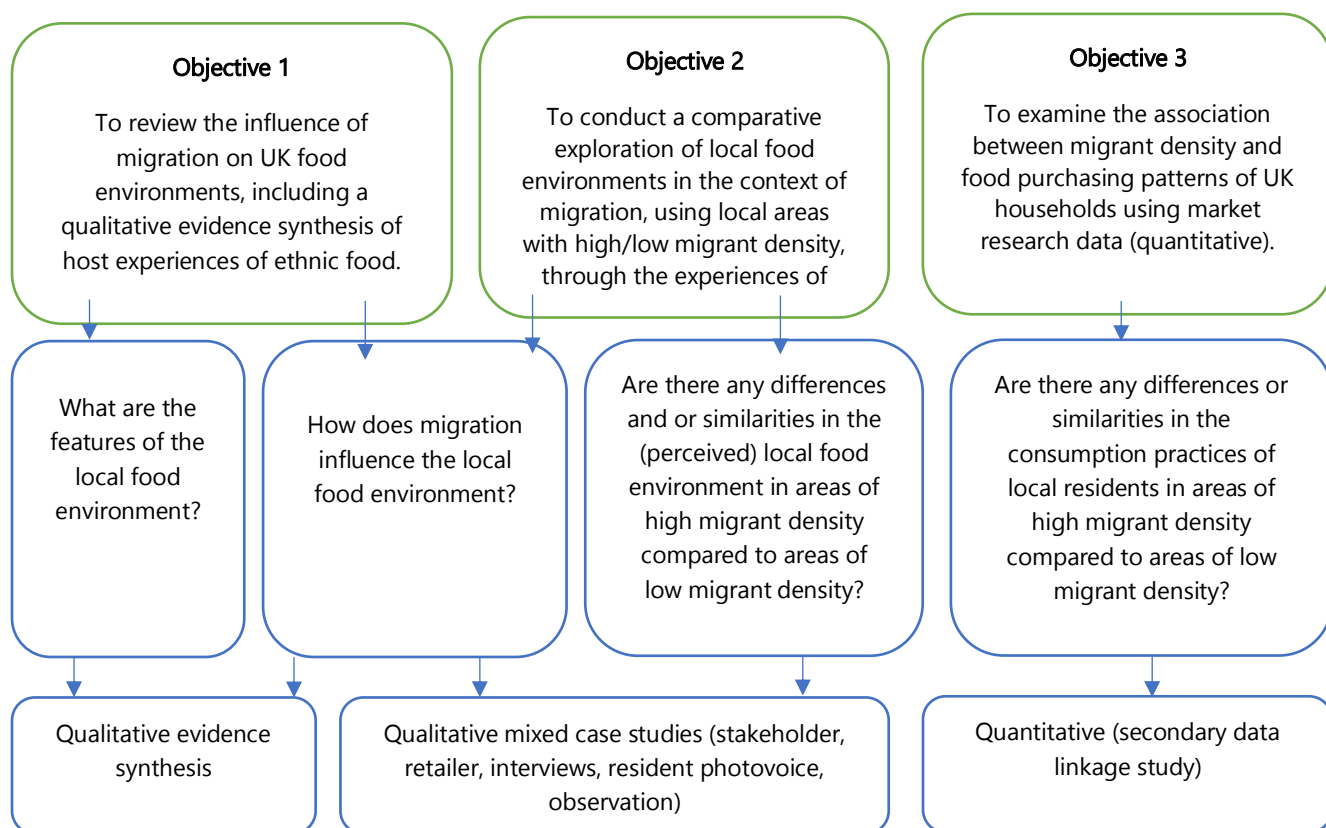 Objective 1
To review the influence of
migration on UK food
environments, including a
qualitative evidence synthesis of
host experiences of ethnic food.
Objective 2
To conduct a comparative
exploration of local food
environments in the context of
migration, using local areas
with high/low migrant density,
through the experiences of
Objective 3
To examine the association
between migrant density and
food purchasing patterns of UK
households using market
research data (quantitative).
What are the
features of the
local food
environment?
How does migration
influence the local
food environment?
Are there any differences
and or similarities in the
(perceived) local food
environment in areas of
high migrant density
compared to areas of
low migrant density?
Are there any differences or
similarities in the
consumption practices of
local residents in areas of
high migrant density
compared to areas of low
migrant density?
Qualitative evidence
synthesis
Qualitative mixed case studies (stakeholder,
retailer, interviews, resident photovoice,
observation)
Quantitative (secondary data
linkage study)